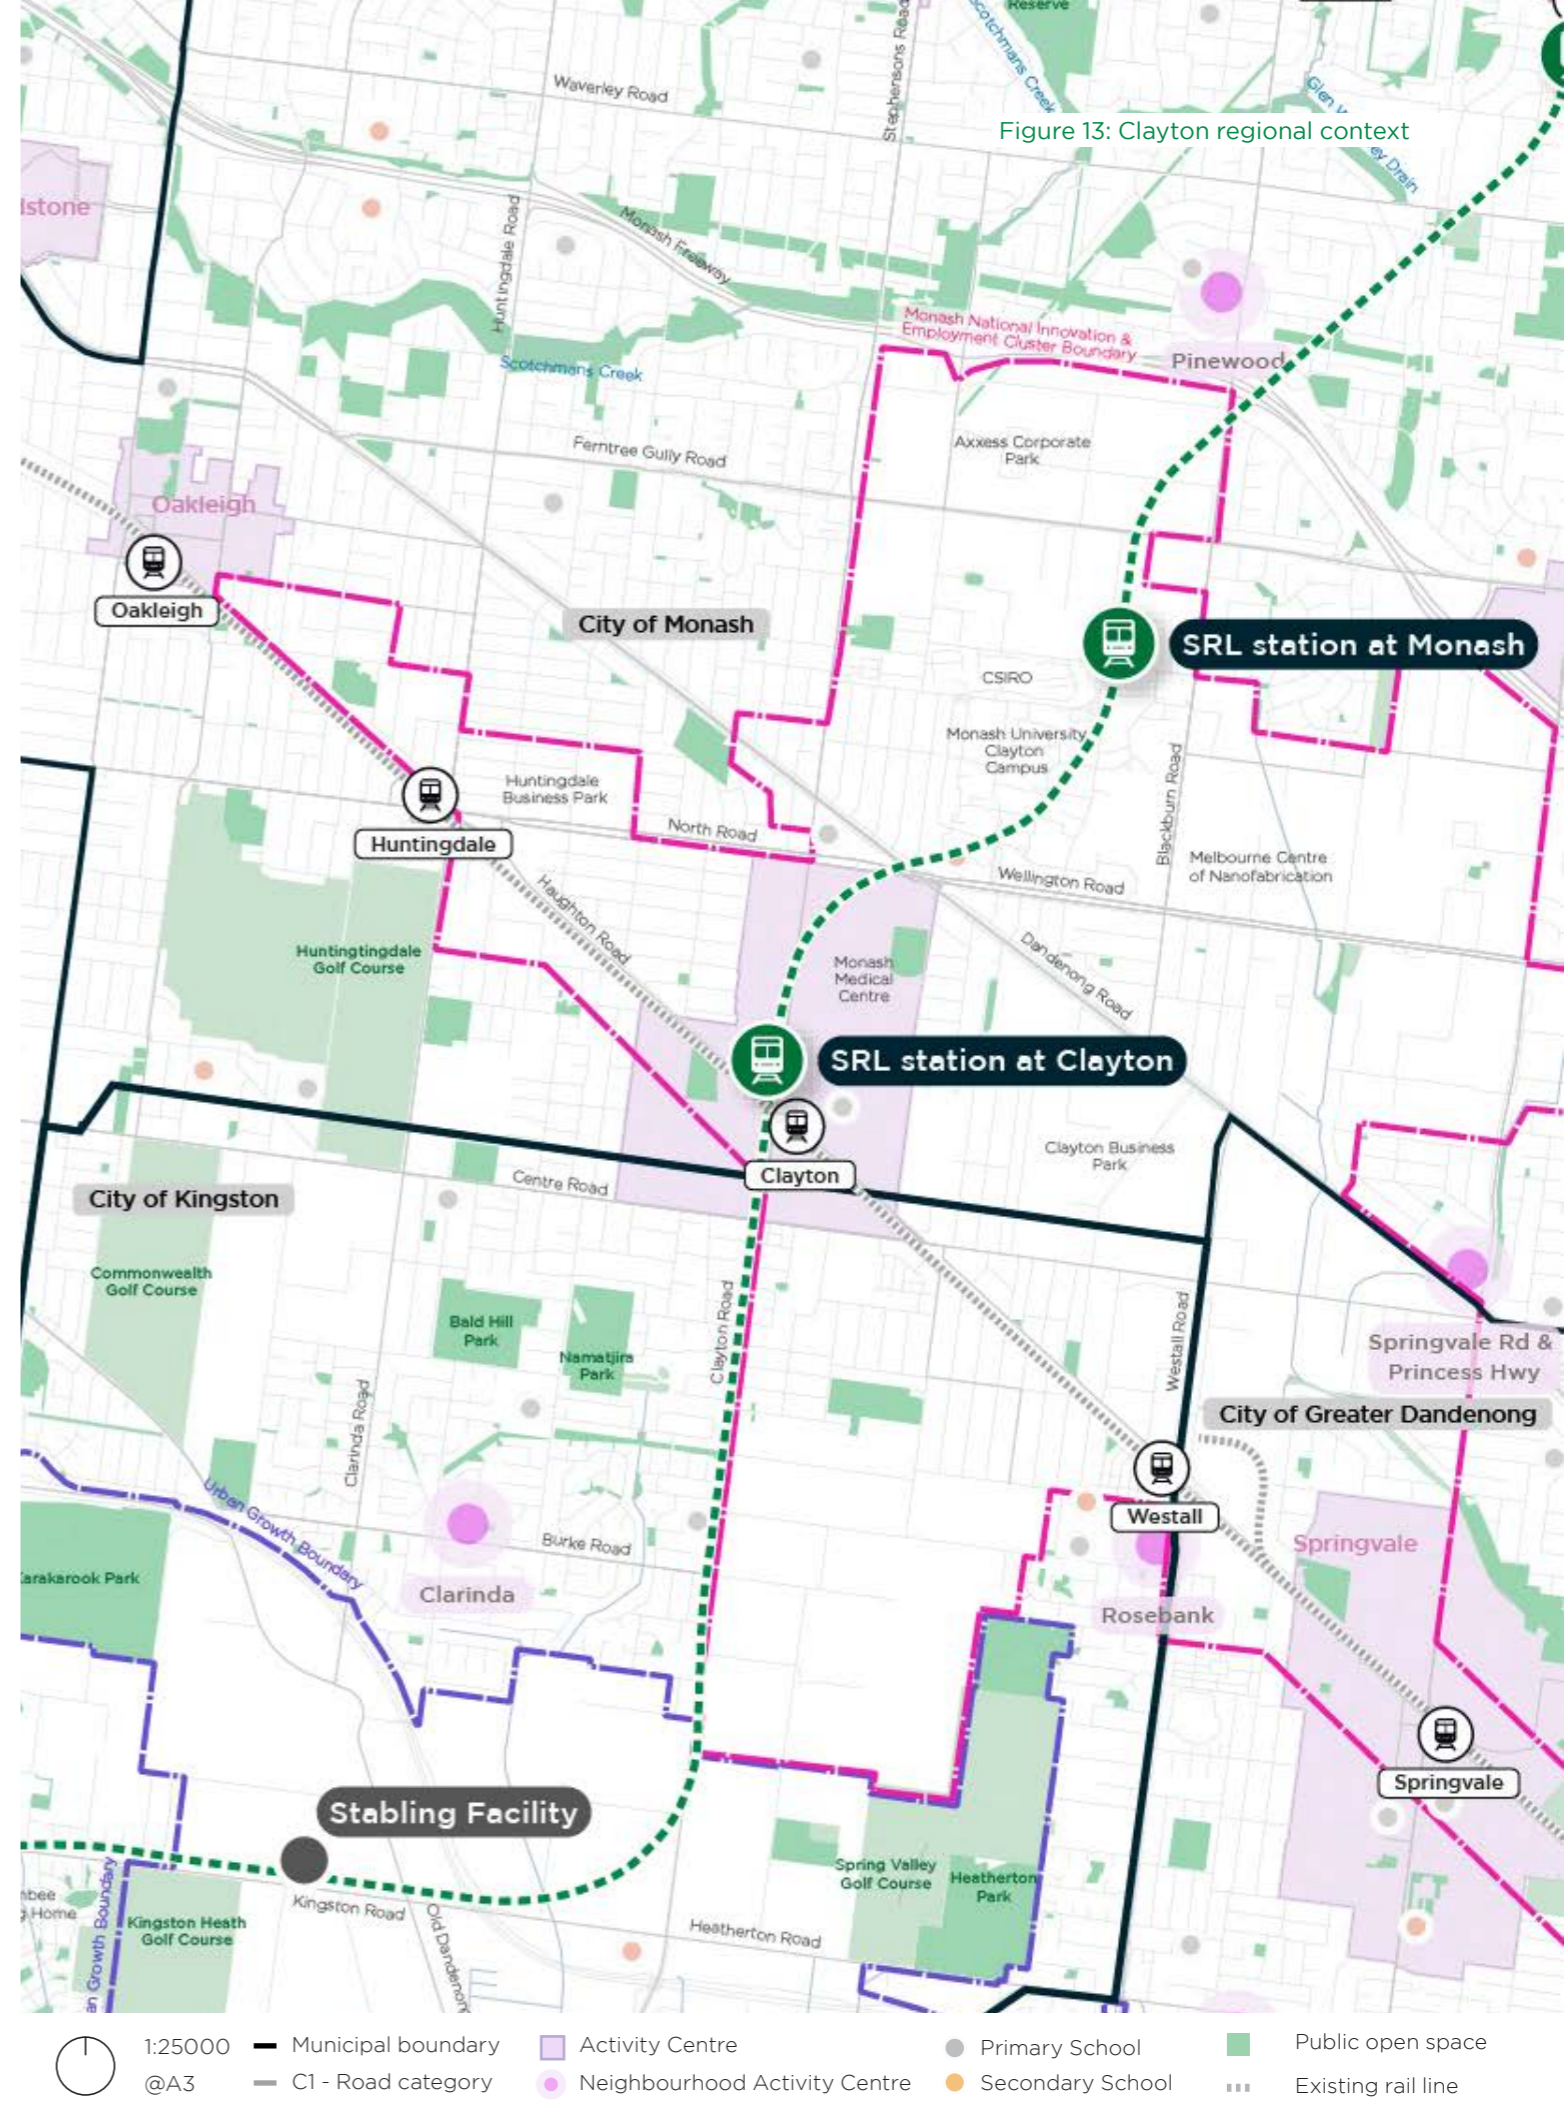 Reserve
Stephensons Road
Scotchmans Creek
Waverley Road
Figure 13: Clayton regional context
Monash Freeway
Huntingdale Road
Monash National Innovation &
Employment Cluster Boundary
Pinewood
Scotchmans Creek
Axxess Corporate
Park
Ferntree Gully Road
Oakleigh
Oakleigh
City of Monash
SRL station at Monash
CSIRO
Monash University
Clayton
Campus
Blackburn Road
Huntingdale
Business Park
North Road
Huntingdale
Melbourne Centre
of Nanofabrication
Wellington Road
Haughton Road
Dandenong Road
Huntingtingdale
Golf Course
Monash
Medical
Centre
SRL station at Clayton
Clayton Business
Park
Clayton
Centre Road
City of Kingston
Commonwealth
Golf Course
Bald Hill
Park
Namatjira
Park
Clayton Road
Westall Road
Springvale Rd &
Princess Hwy
City of Greater Dandenong
Clarinda Road
Urban Growth Boundary
Westall
Springvale
Burke Road
Clarinda
arakarook Park
Rosebank
Springvale
Stabling Facility
Spring Valley
Golf Course
Heatherton
Park
Kingston Road
Old Dandenon
Heatherton Road
bee
Home
Kingston Heath
Golf Course
an Growth Boundary
1:25000
@A3
Municipal boundary
C1 - Road category
Activity Centre
Neighbourhood Activity Centre
Primary School
Secondary School
Public open space
Existing rail line